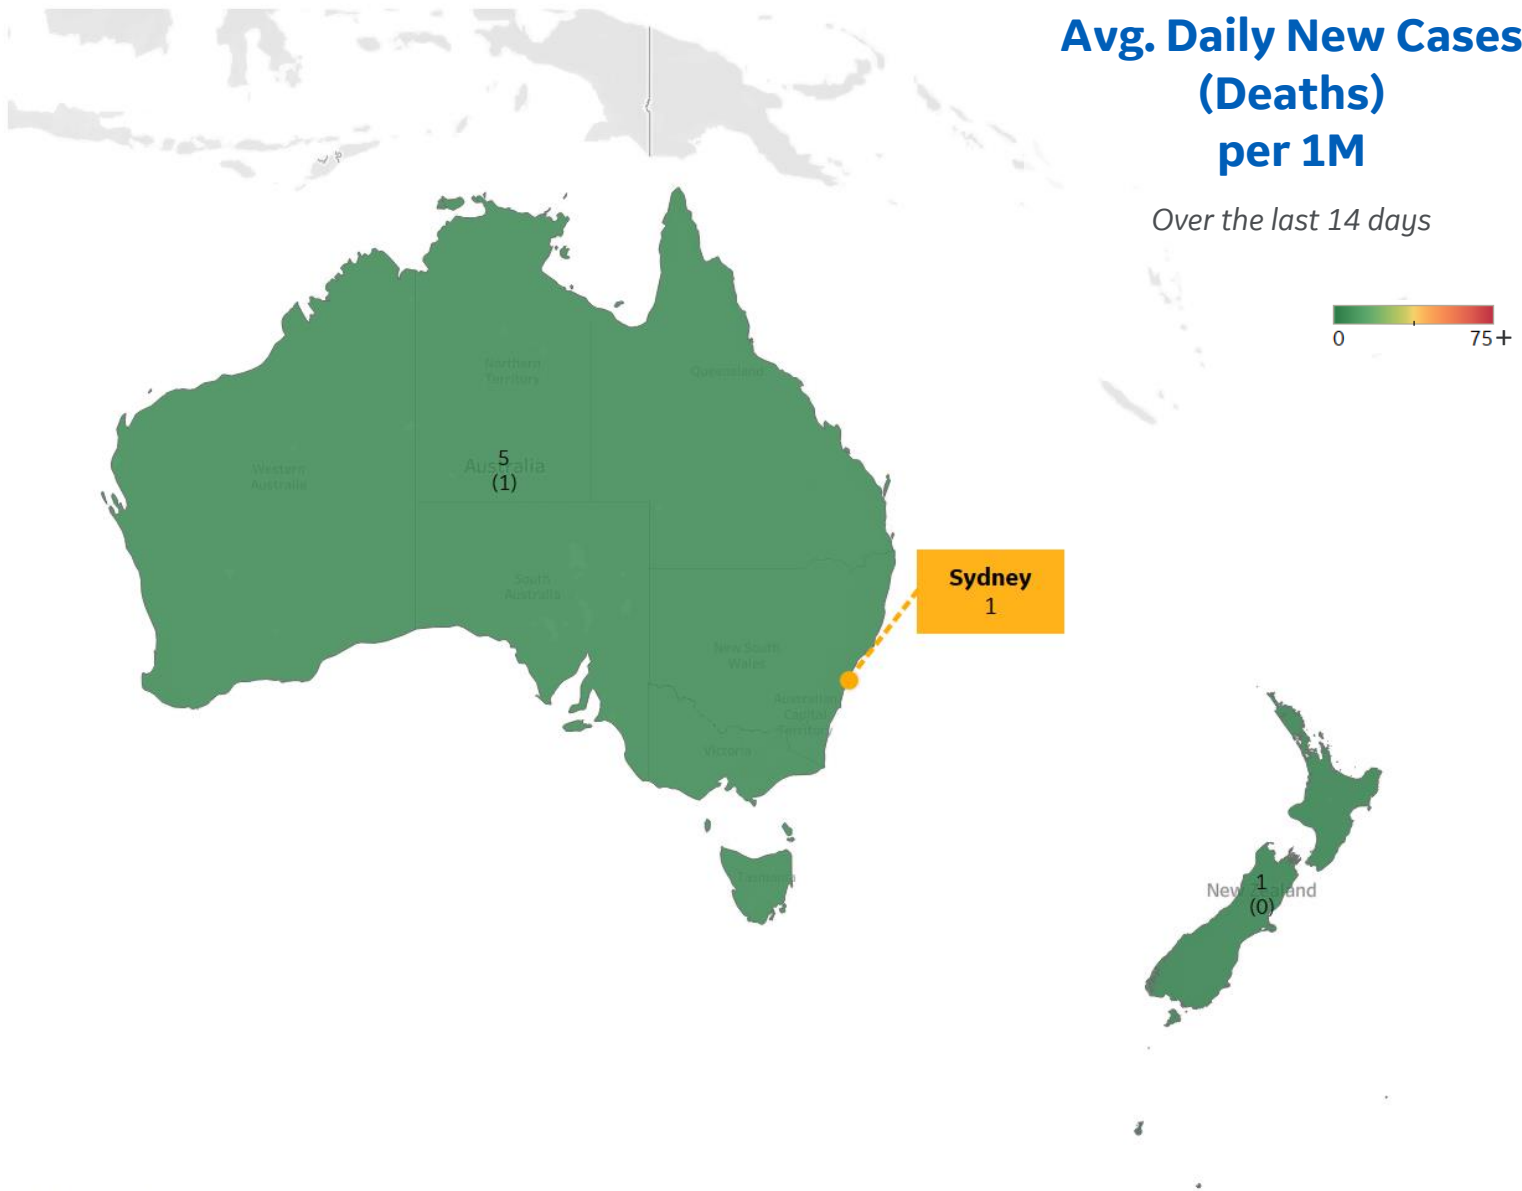 Avg. Daily New Cases
(Deaths)
per 1M
Over the last 14 days
0
75+
Northern
Territory
Queensland
5
Australia
(1)
Western
Australia
Sydney
1
South
Australia
New South
Wales
Australian
Capital
Territory
Victoria
Tasmania
1
New Zealand
(0)